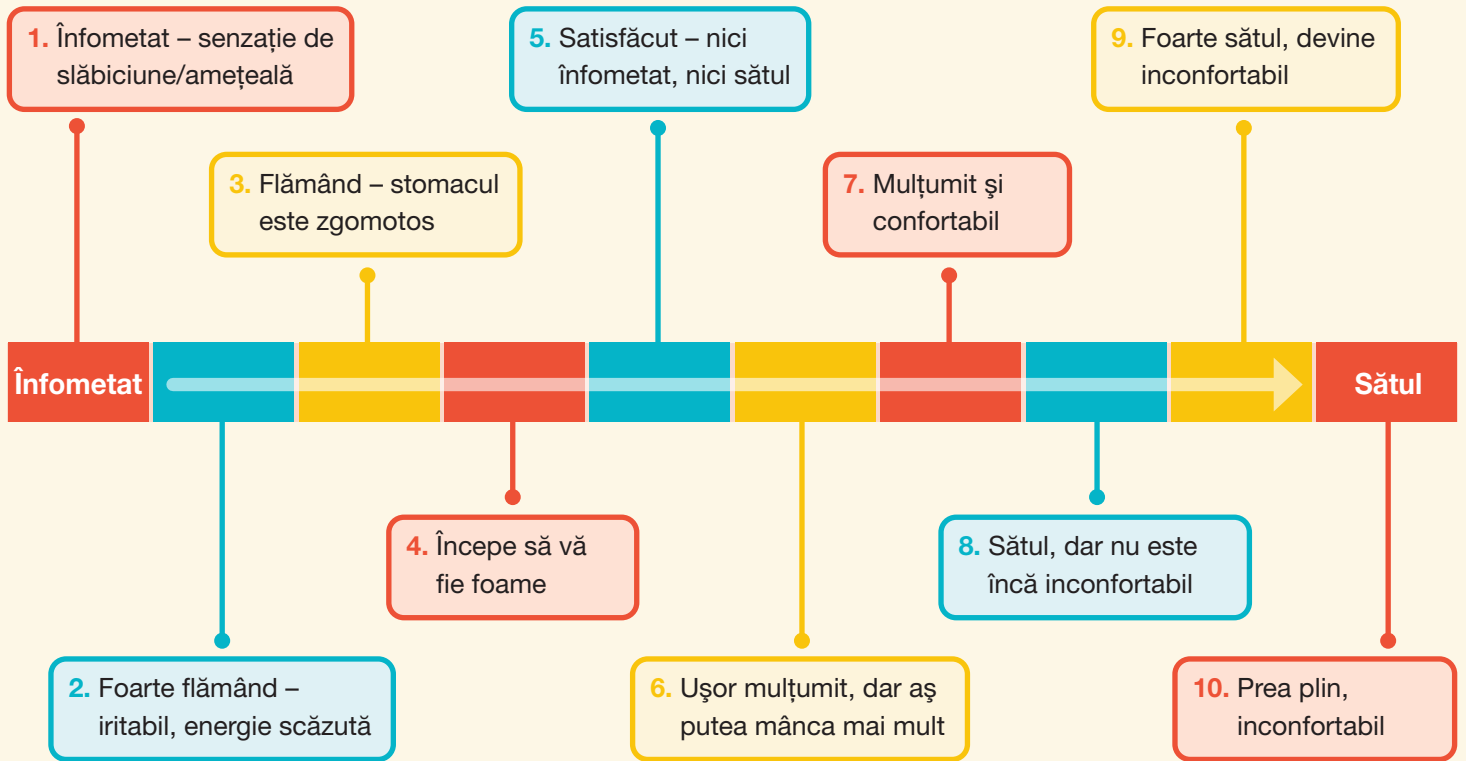 1. Înfometat – senzație de
slăbiciune/amețeală
5. Satisfăcut – nici
înfometat, nici sătul
9. Foarte sătul, devine
inconfortabil
3. Flămând – stomacul
este zgomotos
7. Mulțumit şi
confortabil
Înfometat
Sătul
4. Începe să vă
fie foame
8. Sătul, dar nu este
încă inconfortabil
2. Foarte flămând –
iritabil, energie scăzută
6. Uşor mulțumit, dar aş
putea mânca mai mult
10. Prea plin,
inconfortabil